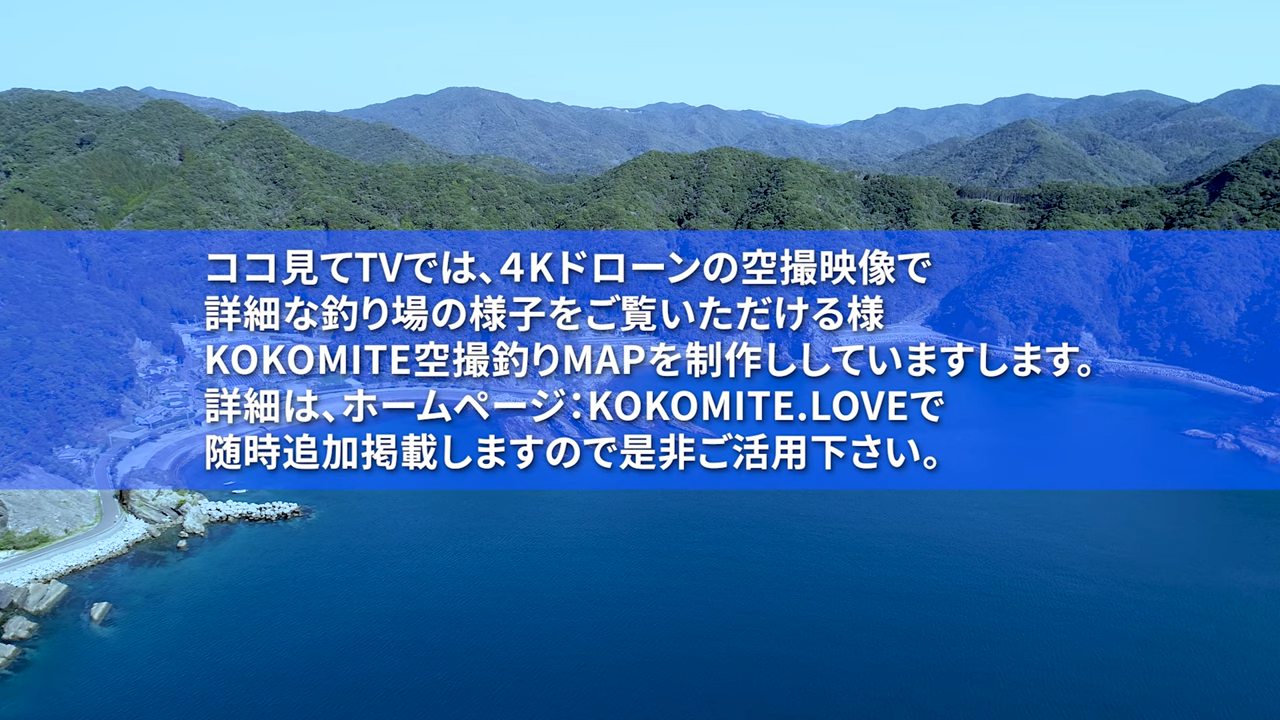 ココ見てTVでは、４Kドローンの空撮映像で
詳細な釣り場の様子をご覧いただける様
KOKOMITE空撮釣りMAPを制作ししていますします。
詳細は、ホームページ：KOKOMITE.LOVEで
随時追加掲載しますので是非ご活用下さい。